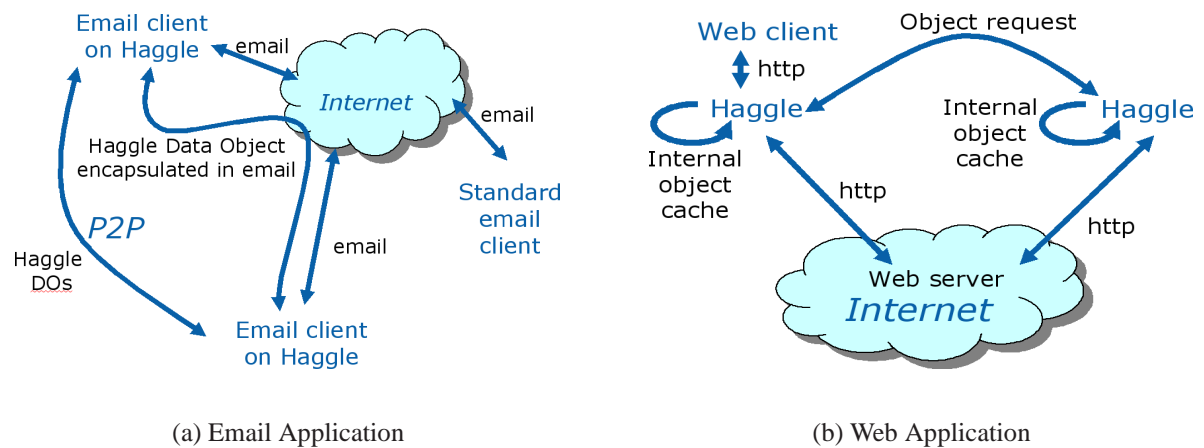 Email client
on Haggle
email
Internet
email
Haggle Data Object
encapsulated in email
Standard
email
client
P2P
email
Haggle
DOs
Email client
on Haggle
(a) Email Application
Object request
Web client
http
Haggle
Internal
object
cache
Haggle
Internal
object
cache
http
http
Web server
Internet
(b) Web Application